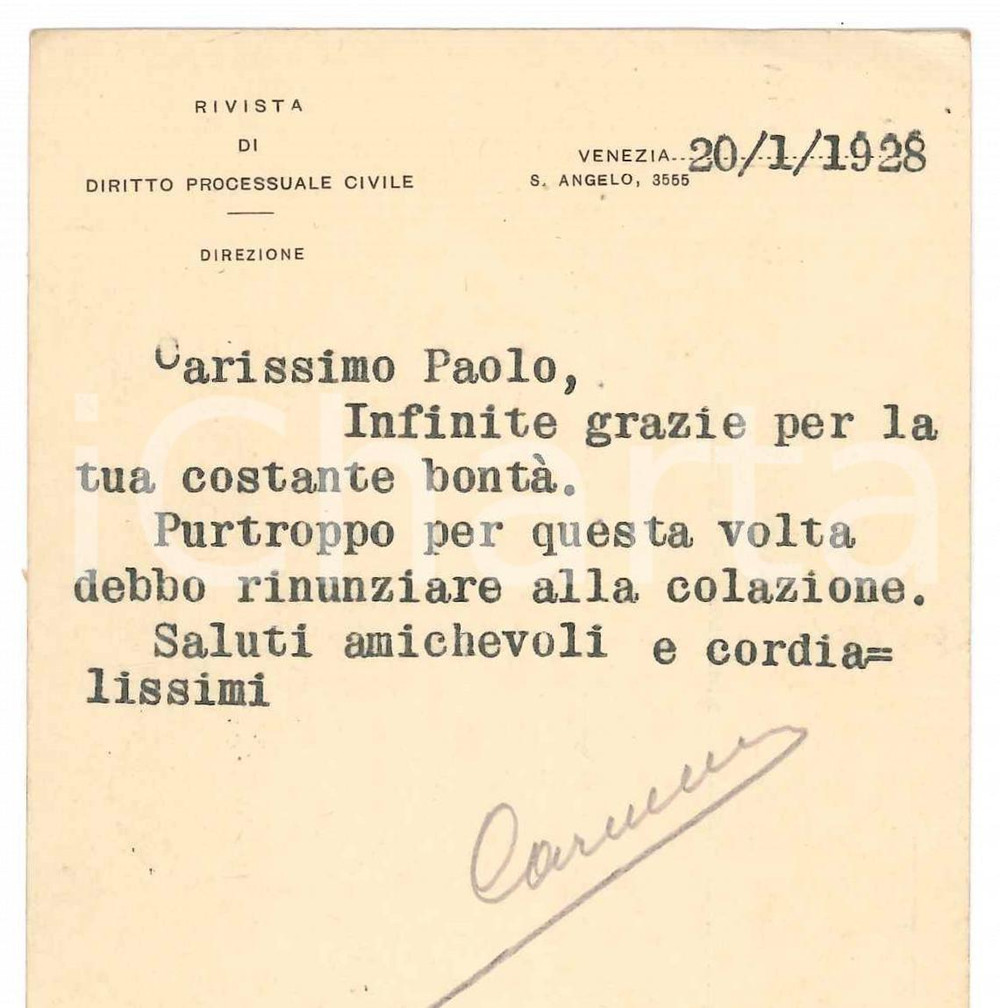 RIVISTA
DI
DIRITTO PROCESSUALE CIVILE
DIREZIONE
VENEZIA 20/1/1928
S. ANGELO, 3555
Carissimo Paolo,
Infinite grazie per la
tua costante bontà.
Purtroppo per questa volta
debbo rinunziare alla colazione.
Saluti amichevoli e cordia=
lissimi
iCharta